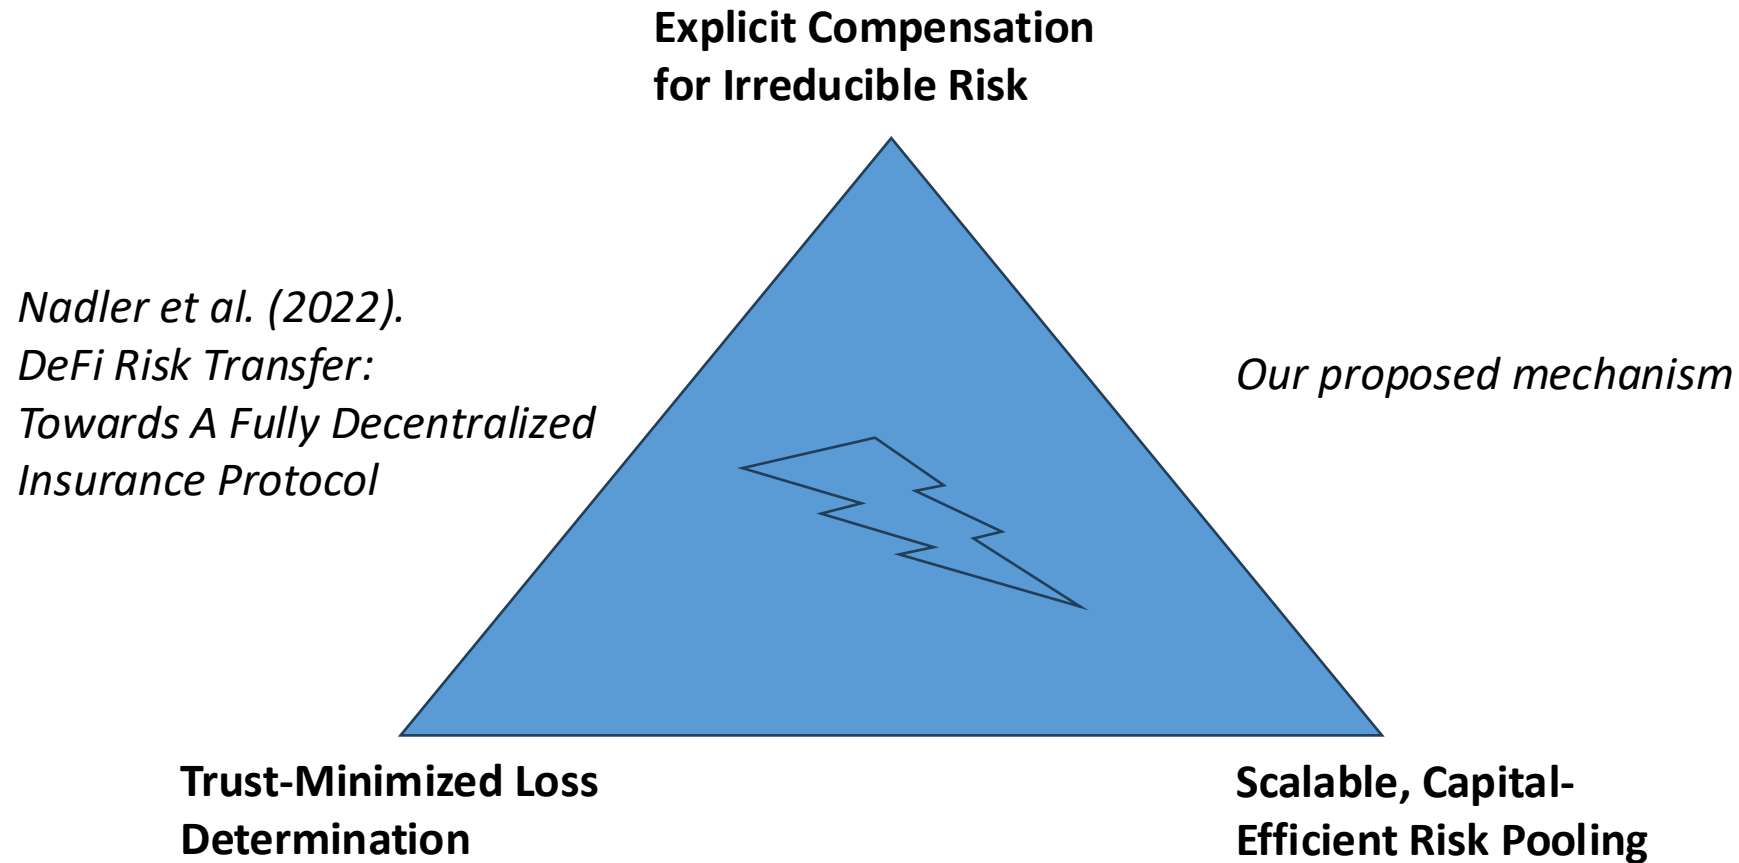 Explicit Compensation
for Irreducible Risk
Nadler et al. (2022).
DeFi Risk Transfer:
Towards A Fully Decentralized
Insurance Protocol
Our proposed mechanism
Trust-Minimized Loss
Determination
Scalable, Capital-
Efficient Risk Pooling